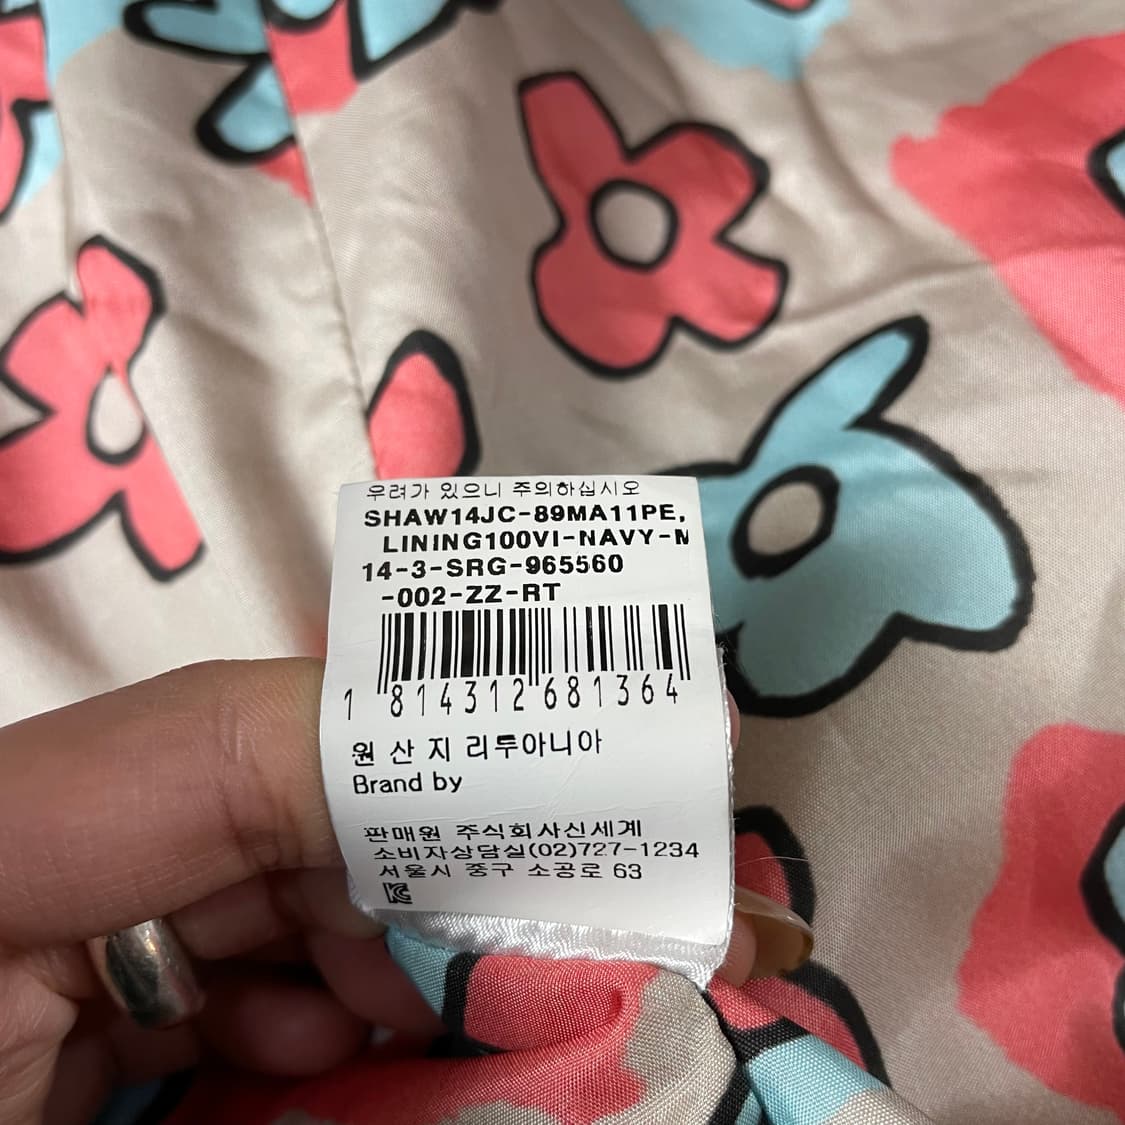 우려가 있으니 주의하십시오
SHAW14JC-89MA11PE,
LINING100VI-NAVY-M
14-3-SRG-965560
-002-ZZ-RT
1 814312 681364
원 산 지 리투아니아
Brand by
판매원 주식회사신세계
소비자상담실(02)727-1234
서울시 중구 소공로 63